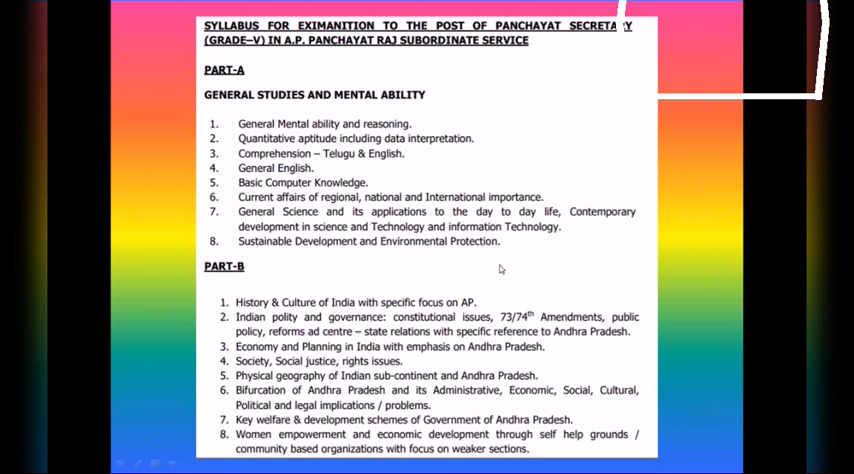 SYLLABUS FOR EXIMANITION TO THE POST OF PANCHAYAT SECRETARY
(GRADE–V) IN A.P. PANCHAYAT RAJ SUBORDINATE SERVICE
PART-A
GENERAL STUDIES AND MENTAL ABILITY
1. General Mental ability and reasoning.
2. Quantitative aptitude including data interpretation.
3. Comprehension – Telugu & English.
4. General English.
5. Basic Computer Knowledge.
6. Current affairs of regional, national and International importance.
7. General Science and its applications to the day to day life, Contemporary
development in science and Technology and information Technology.
8. Sustainable Development and Environmental Protection.
PART-B
1. History & Culture of India with specific focus on AP.
2. Indian polity and governance: constitutional issues, 73/74th Amendments, public
policy, reforms ad centre – state relations with specific reference to Andhra Pradesh.
3. Economy and Planning in India with emphasis on Andhra Pradesh.
4. Society, Social justice, rights issues.
5. Physical geography of Indian sub-continent and Andhra Pradesh.
6. Bifurcation of Andhra Pradesh and its Administrative, Economic, Social, Cultural,
Political and legal implications / problems.
7. Key welfare & development schemes of Government of Andhra Pradesh.
8. Women empowerment and economic development through self help grounds /
community based organizations with focus on weaker sections.